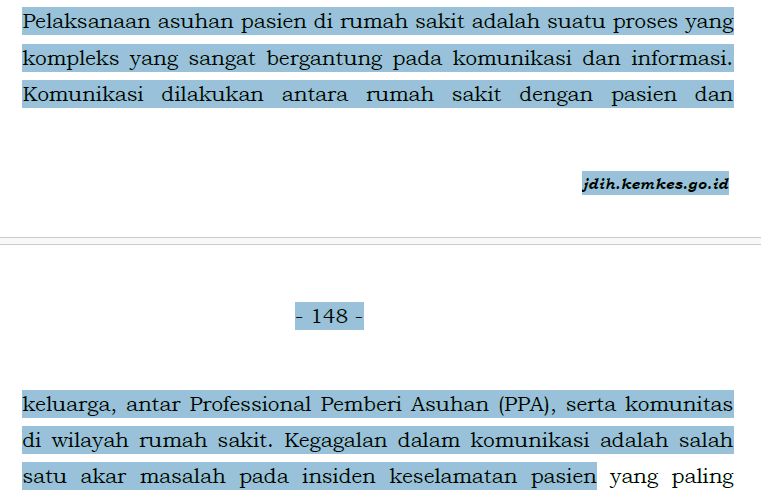 Pelaksanaan asuhan pasien di rumah sakit adalah suatu proses yang
kompleks yang sangat bergantung pada komunikasi dan informasi.
Komunikasi dilakukan antara rumah sakit dengan pasien dan
jdih.kemkes.go.id
- 148 -
keluarga, antar Professional Pemberi Asuhan (PPA), serta komunitas
di wilayah rumah sakit. Kegagalan dalam komunikasi adalah salah
satu akar masalah pada insiden keselamatan pasien yang paling